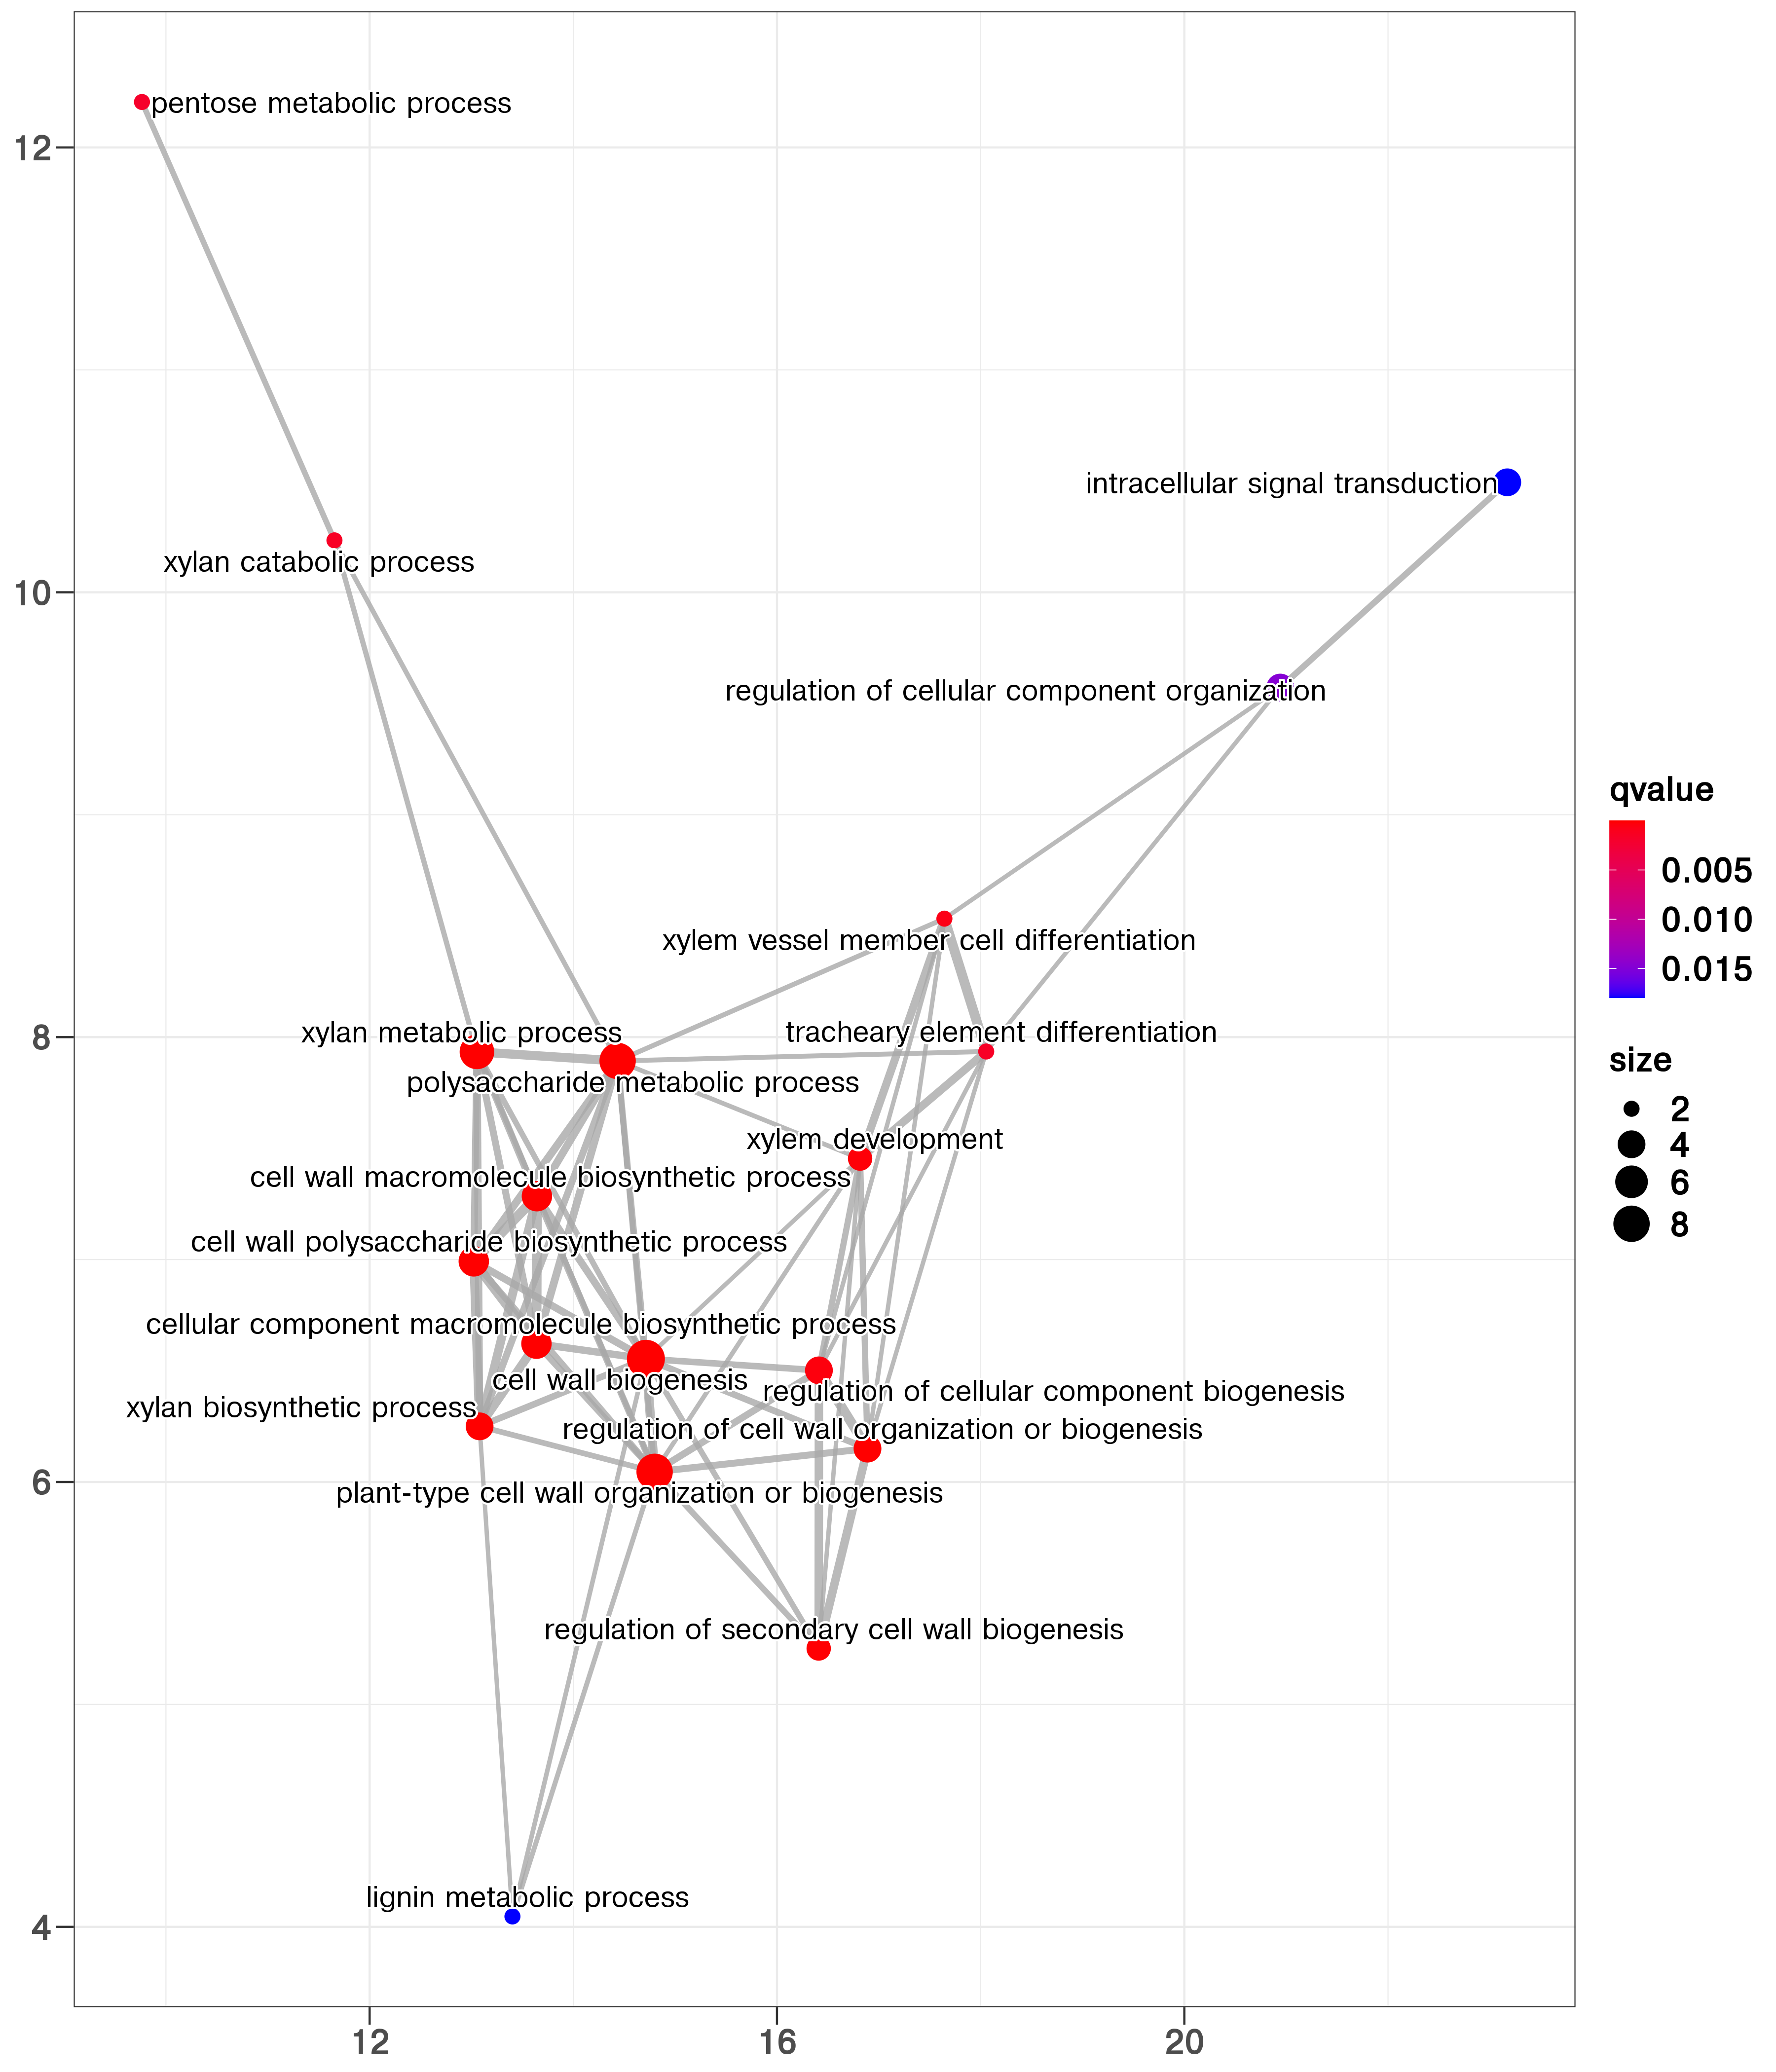 pentose metabolic process
12
intracellular signal transduction
xylan catabolic process
10
regulation of cellular component organization
qvalue
0.005
0.010
0.015
xylem vessel member cell differentiation
xylan metabolic process
tracheary element differentiation
8
size
2
4
6
8
polysaccharide metabolic process
xylem development
cell wall macromolecule biosynthetic process
cell wall polysaccharide biosynthetic process
cellular component macromolecule biosynthetic process
cell wall biogenesis
regulation of cellular component biogenesis
xylan biosynthetic process
regulation of cell wall organization or biogenesis
6
plant-type cell wall organization or biogenesis
regulation of secondary cell wall biogenesis
lignin metabolic process
4
12
16
20